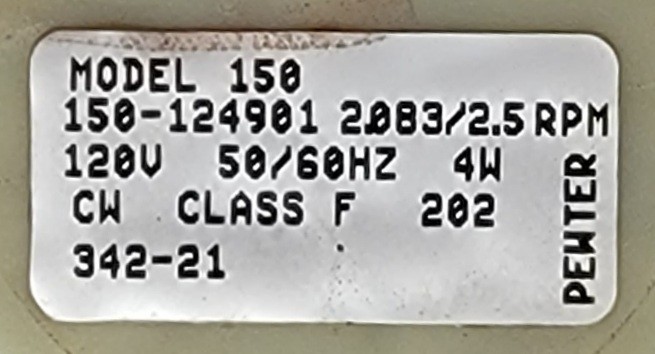 MODEL 150
150-124901 2.083/2.5 RPM
120V 50/60HZ 4W
CW CLASS F 202
342-21
PEWTER